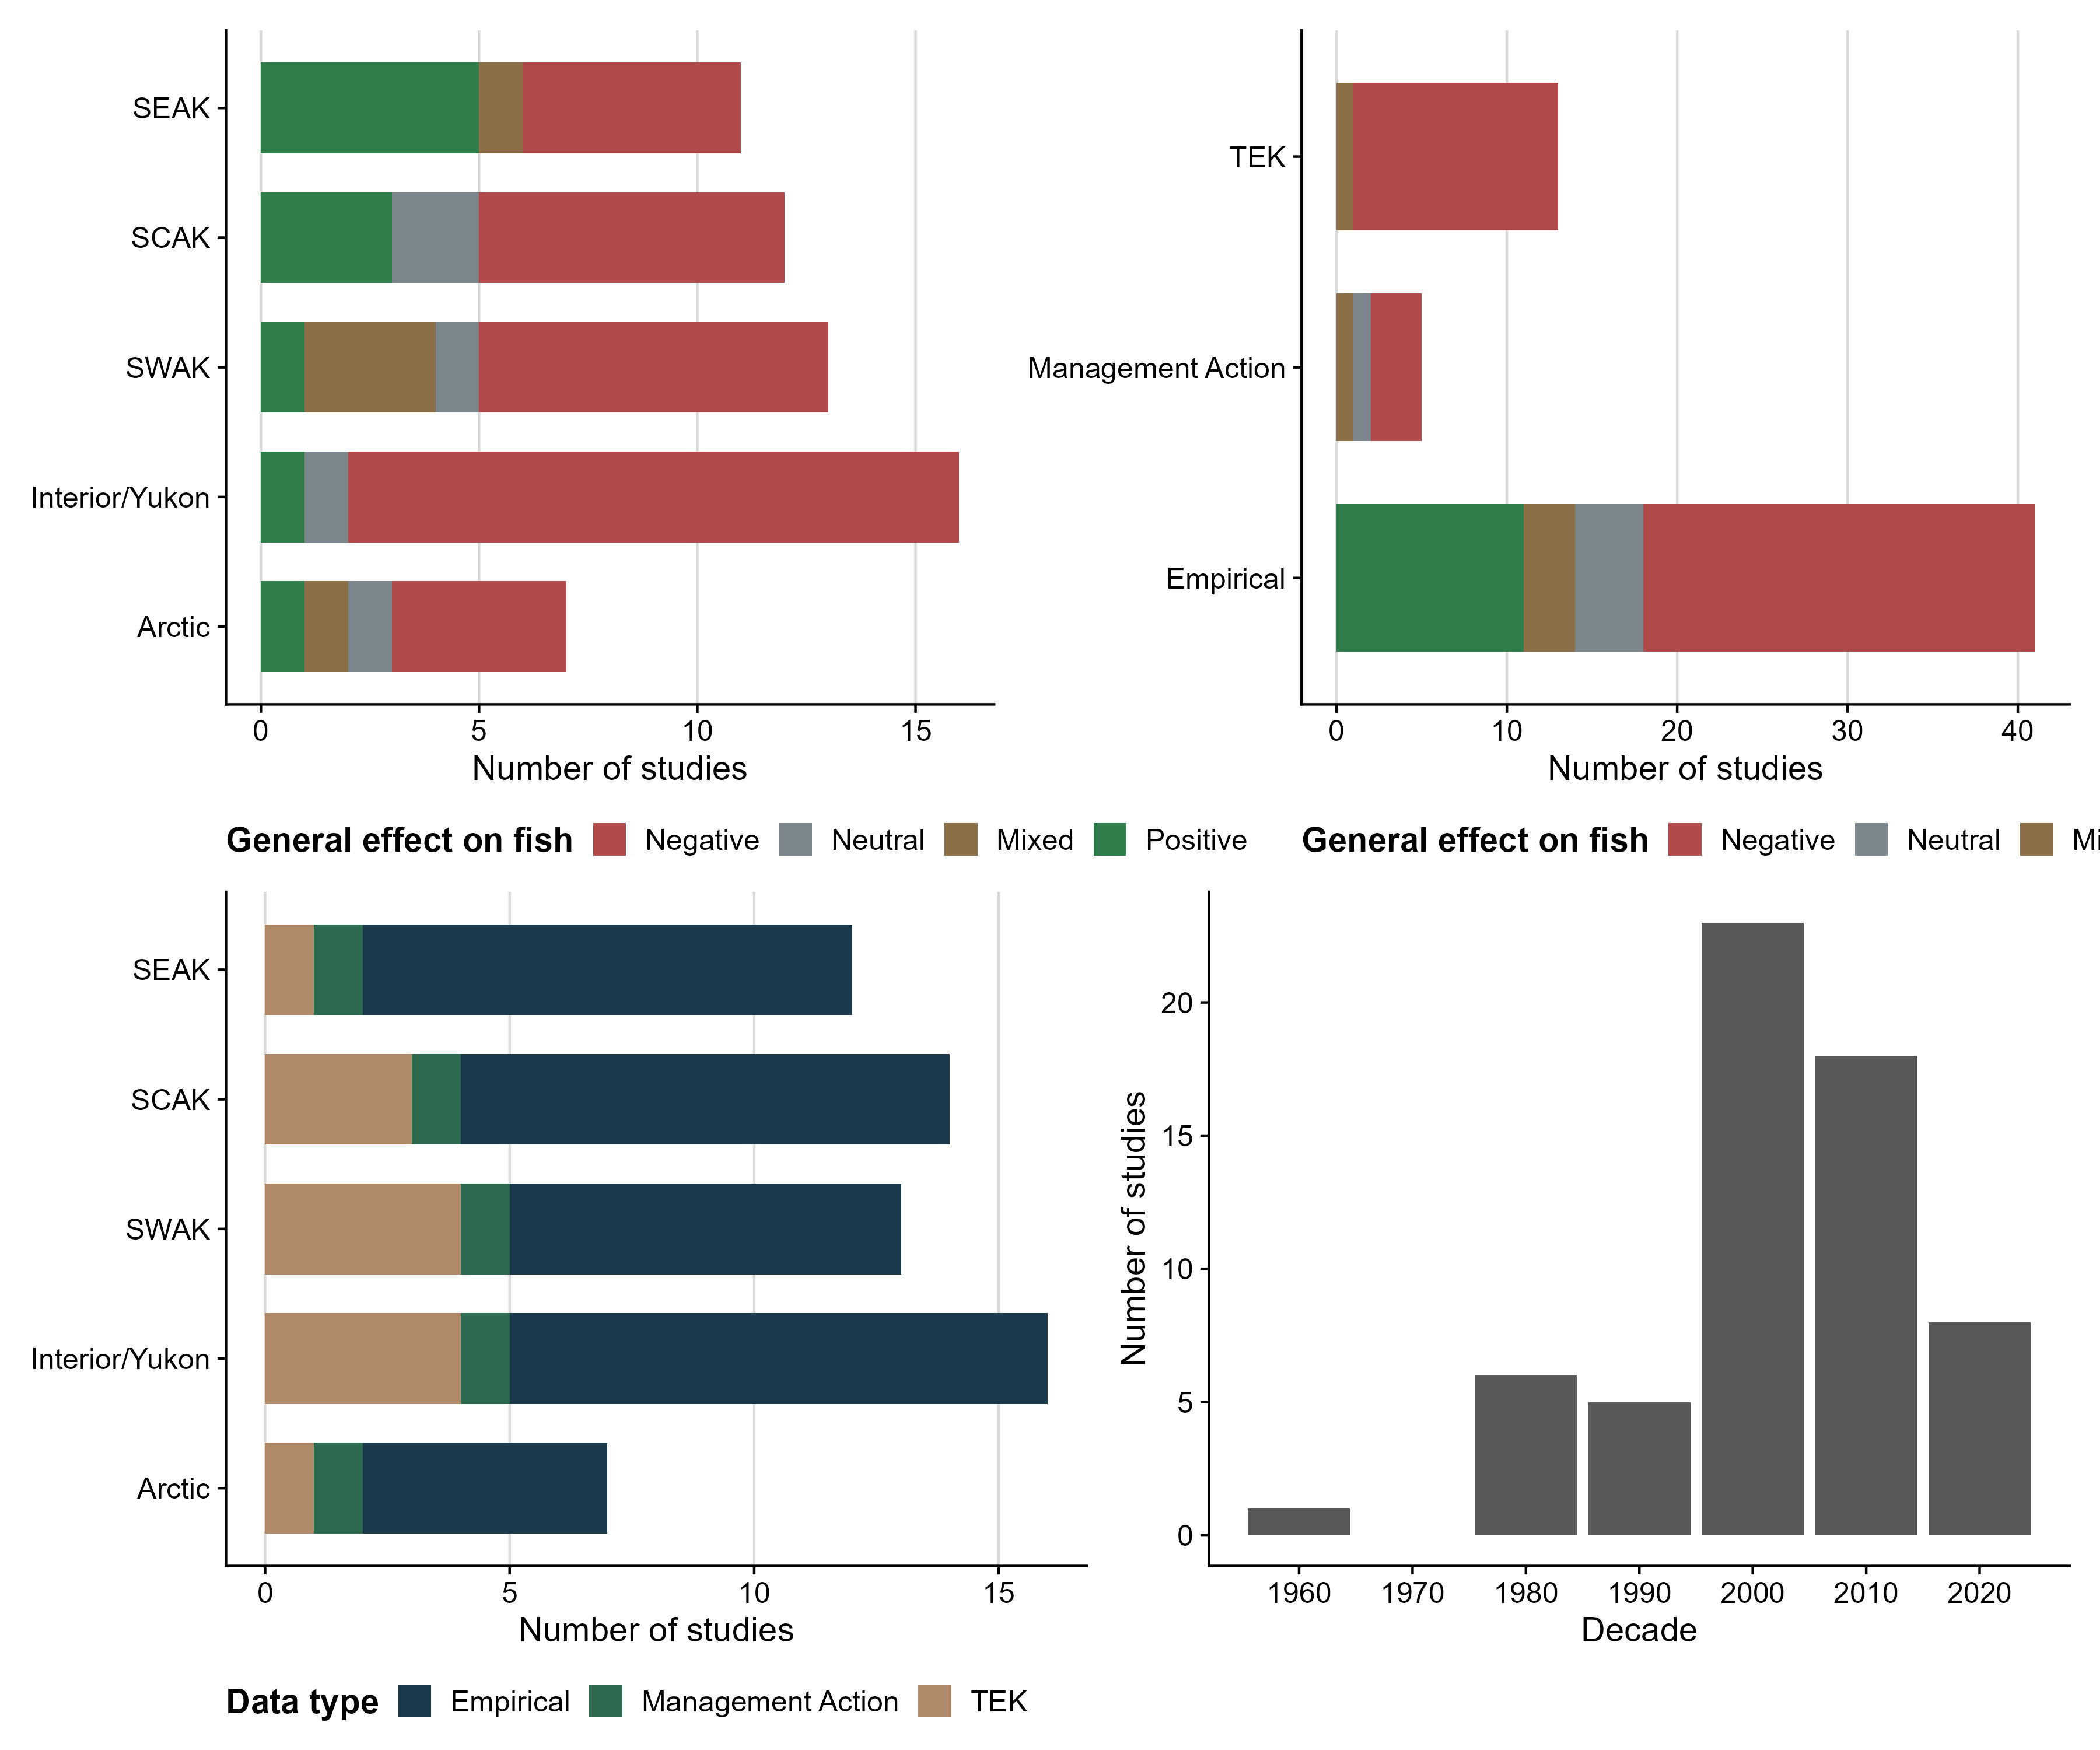 SEAK
SCAK
SWAK
Interior/Yukon
Arctic
0 5 10 15
Number of studies
General effect on fish Negative Neutral Mixed Positive
TEK
Management Action
Empirical
0 10 20 30 40
Number of studies
General effect on fish Negative Neutral Mi
SEAK
SCAK
SWAK
Interior/Yukon
Arctic
0 5 10 15
Number of studies
Data type Empirical Management Action TEK
Number of studies
20
15
10
5
0
1960 1970 1980 1990 2000 2010 2020
Decade